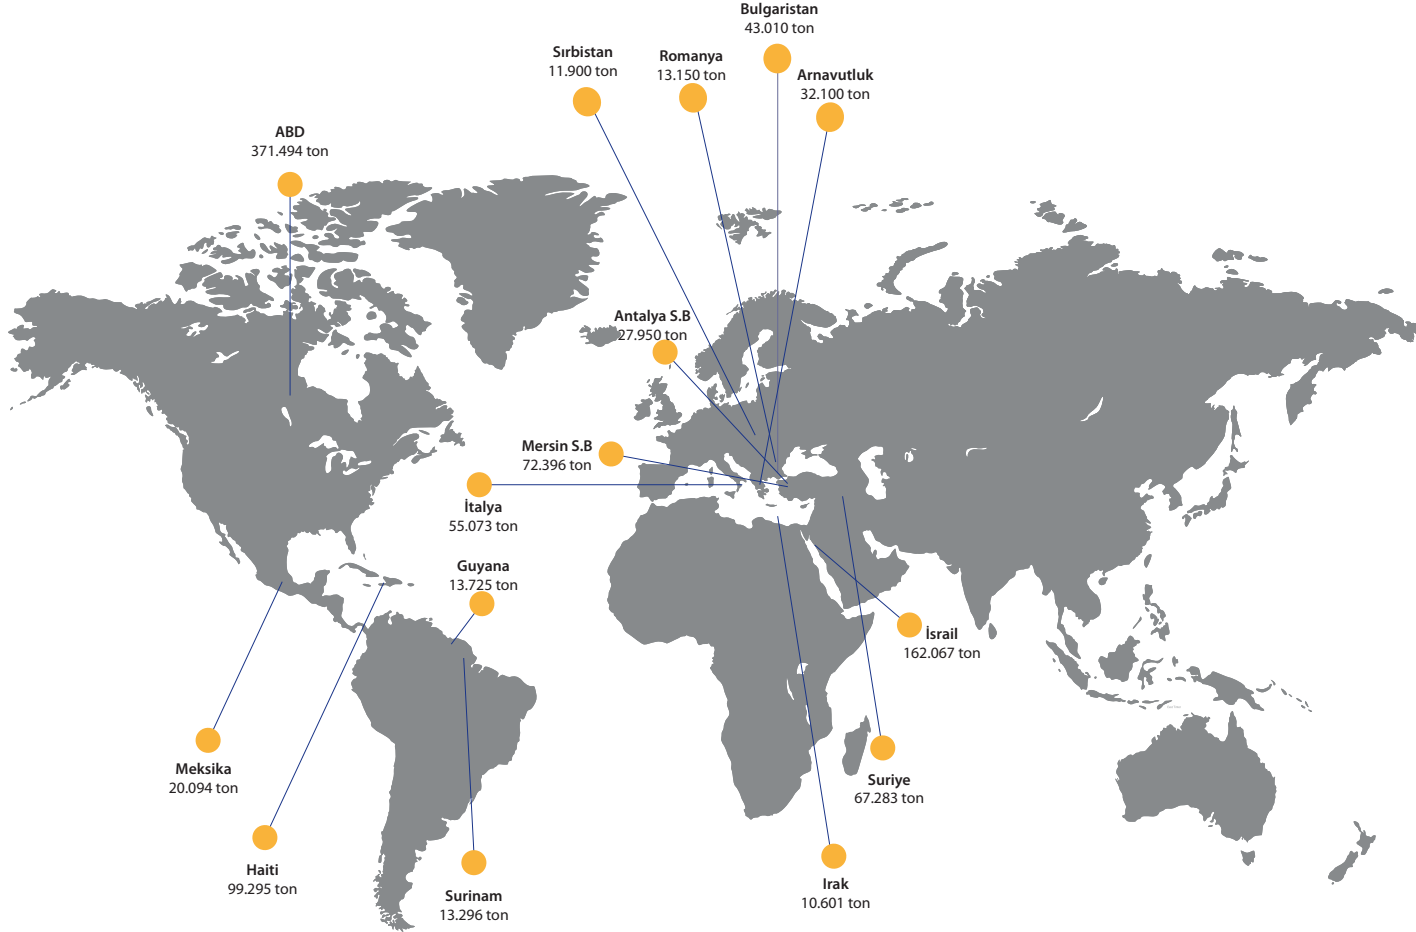 Bulgaristan
43.010 ton
Sırbistan
11.900 ton
Romanya
13.150 ton
Arnavutluk
32.100 ton
ABD
371.494 ton
Antalya S.B
27.950 ton
Mersin S.B
72.396 ton
İtalya
55.073 ton
Guyana
13.725 ton
İsrail
162.067 ton
Meksika
20.094 ton
Suriye
67.283 ton
Haiti
99.295 ton
Surinam
13.296 ton
Irak
10.601 ton